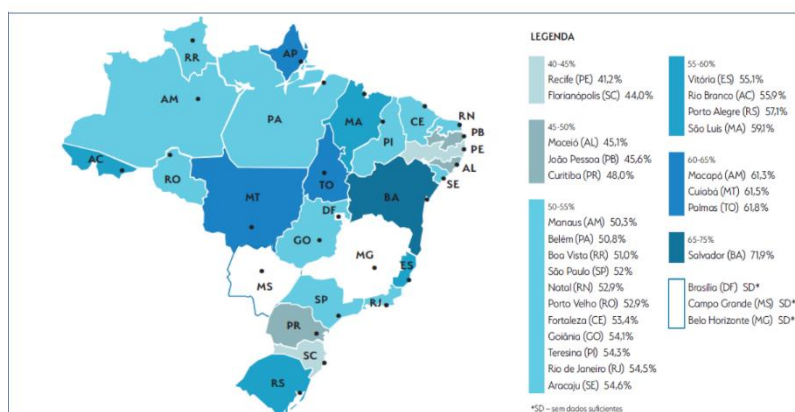 AP
RR
AM
PA
MA
CE
RN
PB
PE
AL
SE
PI
AC
RO
TO
MT
BA
DF
GO
MG
MS
ES
SP
RJ
PR
SC
RS
LEGENDA
40-45%
Recife (PE) 41,2%
Florianópolis (SC) 44,0%
45-50%
Maceió (AL) 45,1%
João Pessoa (PB) 45,6%
Curitiba (PR) 48,0%
50-55%
Manaus (AM) 50,3%
Belém (PA) 50,8%
Boa Vista (RR) 51,0%
São Paulo (SP) 52%
Natal (RN) 52,9%
Porto Velho (RO) 52,9%
Fortaleza (CE) 53,4%
Goiânia (GO) 54,1%
Teresina (PI) 54,3%
Rio de Janeiro (RJ) 54,5%
Aracaju (SE) 54,6%
55-60%
Vitória (ES) 55,1%
Rio Branco (AC) 55,9%
Porto Alegre (RS) 57,1%
São Luís (MA) 59,1%
60-65%
Macapá (AM) 61,3%
Cuiabá (MT) 61,5%
Palmas (TO) 61,8%
65-75%
Salvador (BA) 71,9%
Brasília (DF) SD*
Campo Grande (MS) SD*
Belo Horizonte (MG) SD*
*SD – sem dados suficientes